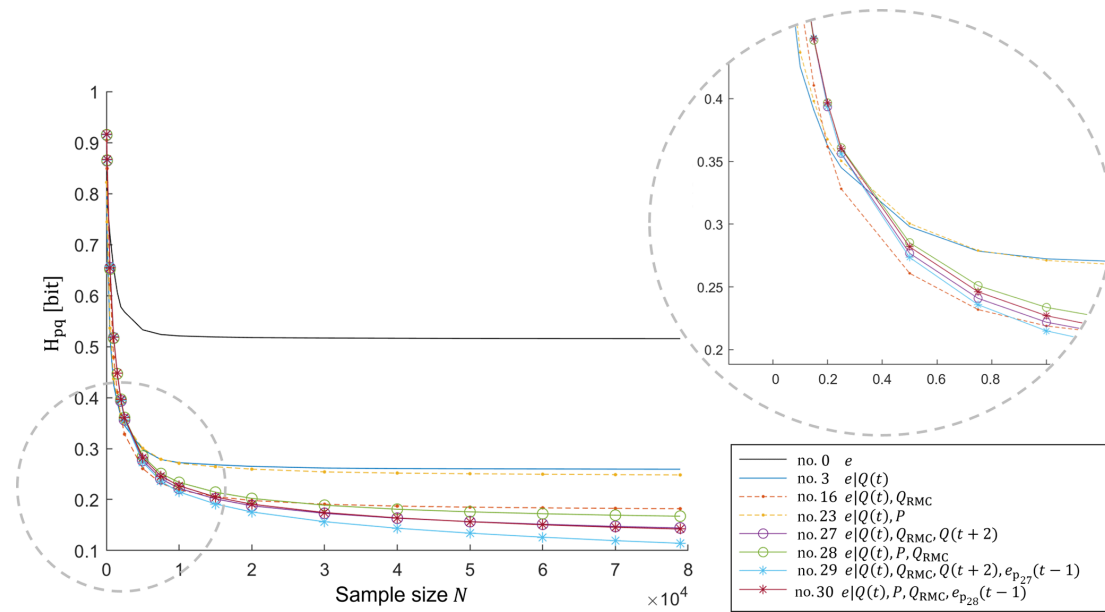 1
0.9
0.8
0.7
0.6
0.5
0.4
0.3
0.2
0.1
H_pq [bit]
0 1 2 3 4 5 6 7 8
Sample size N
×10^4
0.4
0.35
0.3
0.25
0.2
0 0.2 0.4 0.6 0.8
no. 0 e
no. 3 e|Q(t)
no. 16 e|Q(t), Q_RMC
no. 23 e|Q(t), P
no. 27 e|Q(t), Q_RMC, Q(t + 2)
no. 28 e|Q(t), P, Q_RMC
no. 29 e|Q(t), Q_RMC, Q(t + 2), e_p27(t − 1)
no. 30 e|Q(t), P, Q_RMC, e_p28(t − 1)